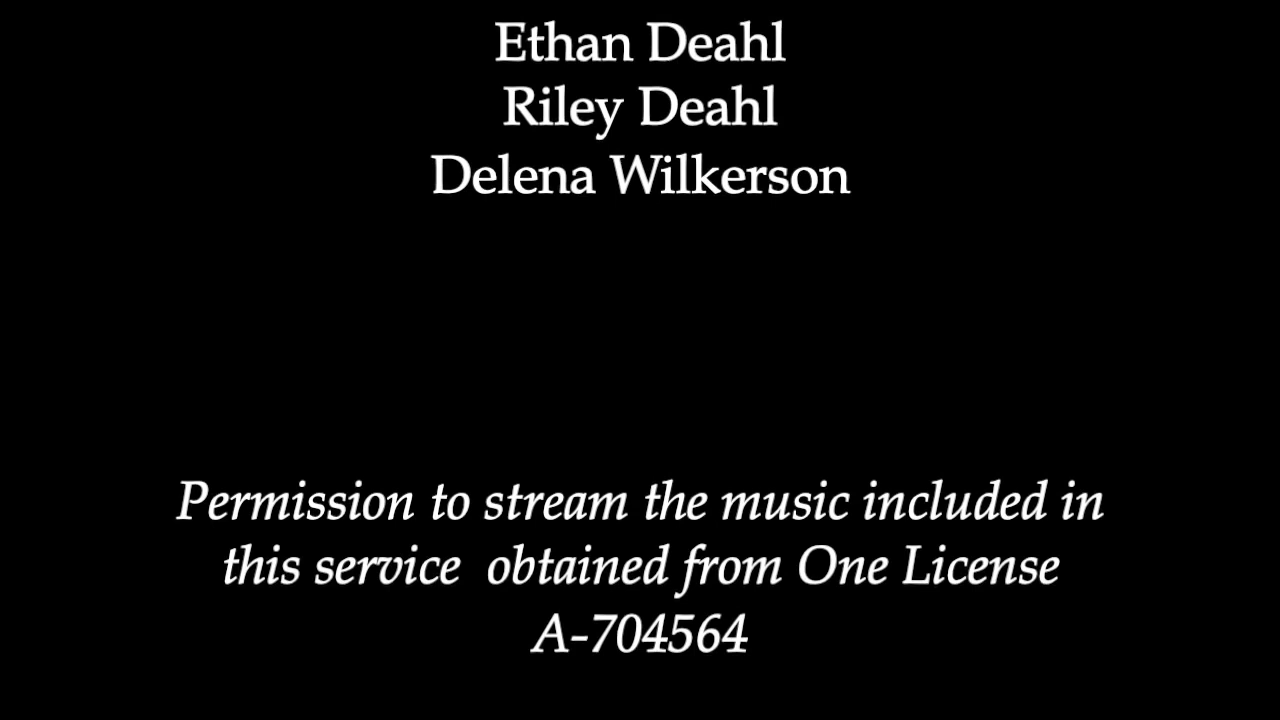 Ethan Deahl
Riley Deahl
Delena Wilkerson
Permission to stream the music included in
this service  obtained from One License
A-704564